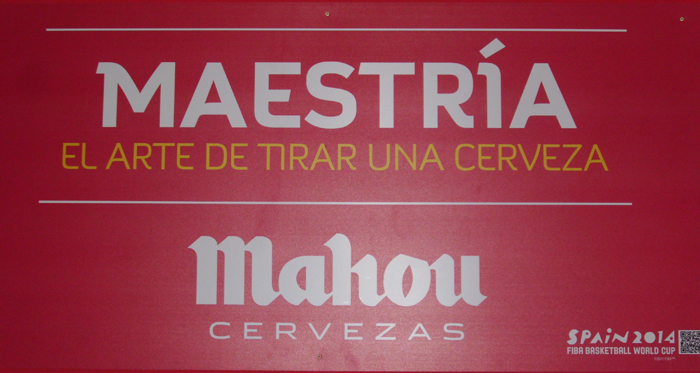 MAESTRÍA
EL ARTE DE TIRAR UNA CERVEZA
Mahou
CERVEZAS
SPAIN 2014
FIBA BASKETBALL WORLD CUP